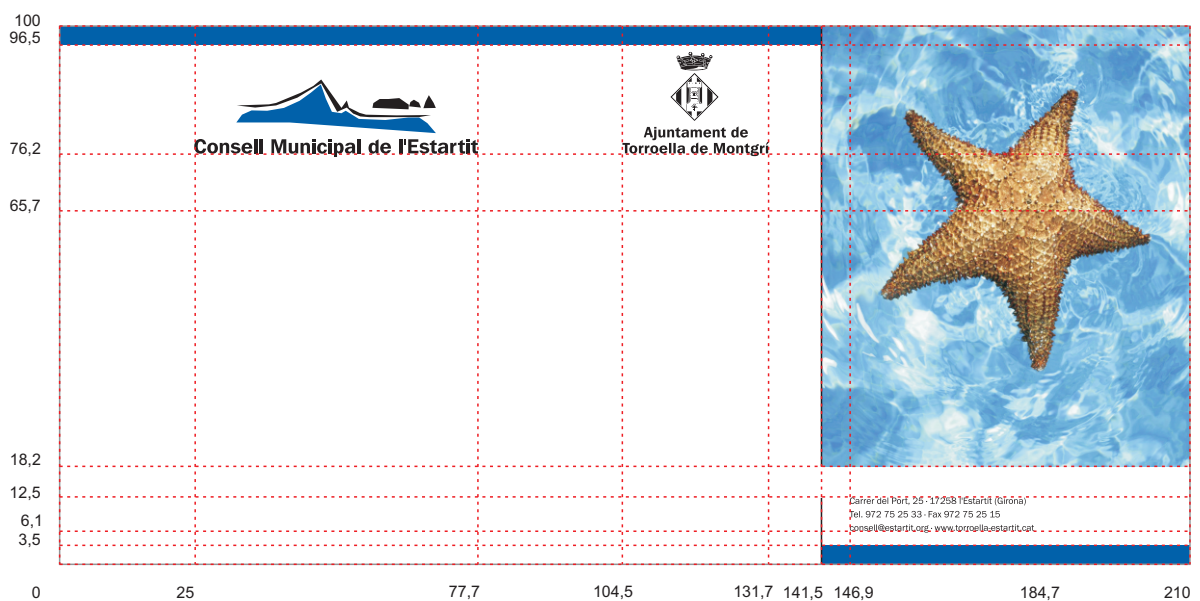 100
96,5
Consell Municipal de l'Estartit
Ajuntament de
Torroella de Montgrí
76,2
65,7
18,2
12,5
6,1
3,5
Carrer del Port, 25 · 17258 l'Estartit (Girona)
Tel. 972 75 25 33 · Fax 972 75 25 15
consell@estartit.org · www.torroella-estartit.cat
0 25 77,7 104,5 131,7 141,5 146,9 184,7 210